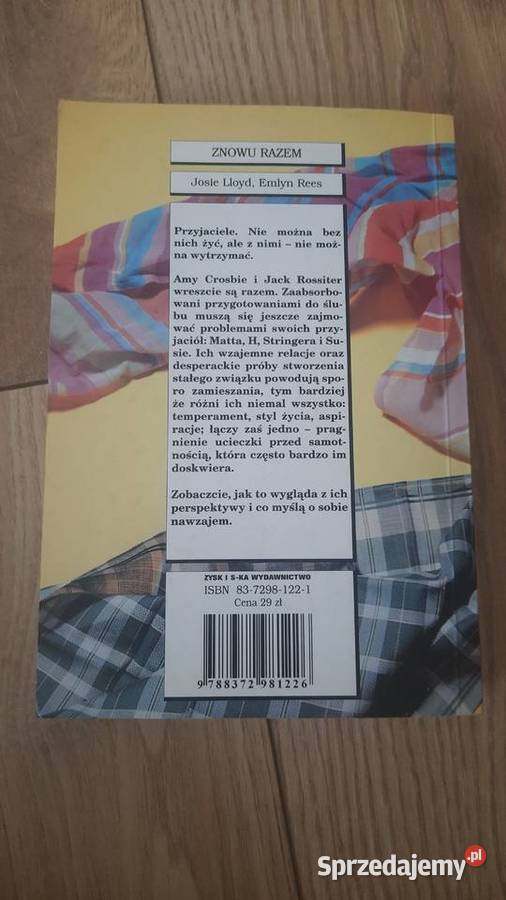 ZNOWU RAZEM
Josie Lloyd, Emlyn Rees
Przyjaciele. Nie można bez
nich żyć, ale z nimi – nie moż-
na wytrzymać.
Amy Crosbie i Jack Rossiter
wreszcie są razem. Zaabsorbo-
wani przygotowaniami do ślu-
bu muszą się jeszcze zajmo-
wać problemami swoich przy-
jaciół: Matta, H, Stringera i Su-
sie. Ich wzajemne relacje oraz
desperackie próby stworzenia
stałego związku powodują spo-
ro zamieszania, tym bardziej
że różni ich niemal wszystko:
temperament, styl życia, aspi-
racje; łączy zaś jedno – prag-
nienie ucieczki przed samot-
nością, która często bardzo im
doskwiera.
Zobaczcie, jak to wygląda z ich
perspektywy i co myślą o sobie
nawzajem.
ZYSK I S-KA WYDAWNICTWO
ISBN 83-7298-122-1
Cena 29 zł
9 788372 981226
Sprzedajemy.pl